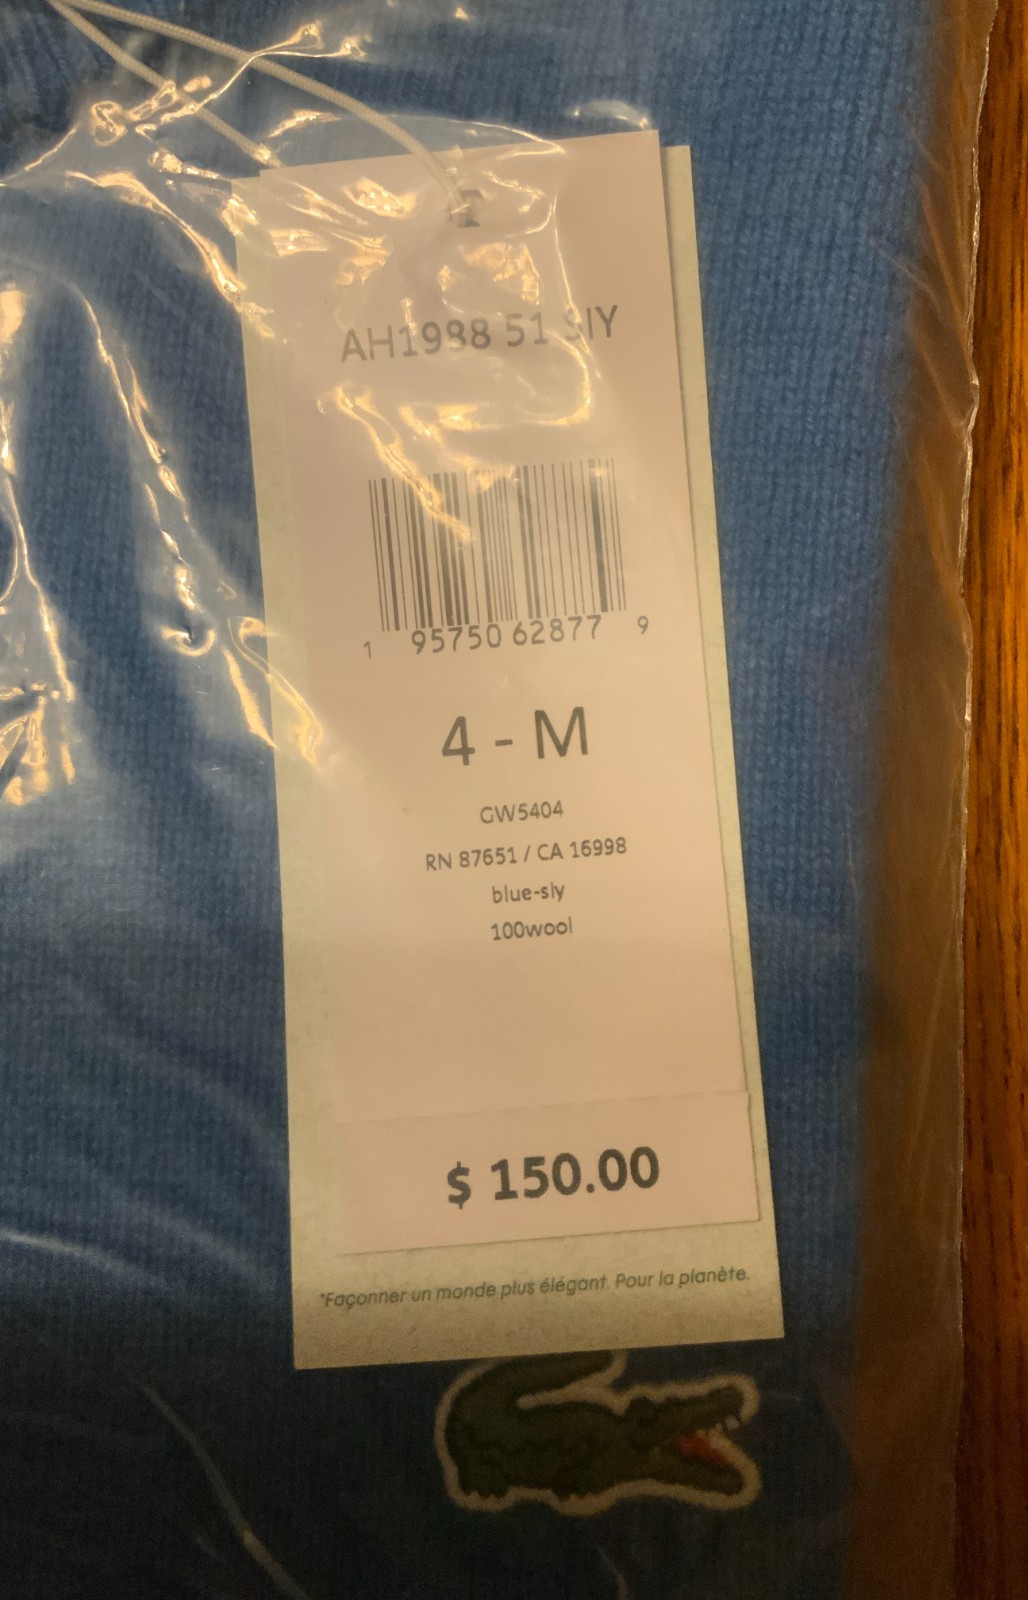 AH1988 51 SIY
1 95750 62877 9
4 - M
GW5404
RN 87651 / CA 16998
blue-sly
100wool
$ 150.00
*Façonner un monde plus élégant. Pour la planète.